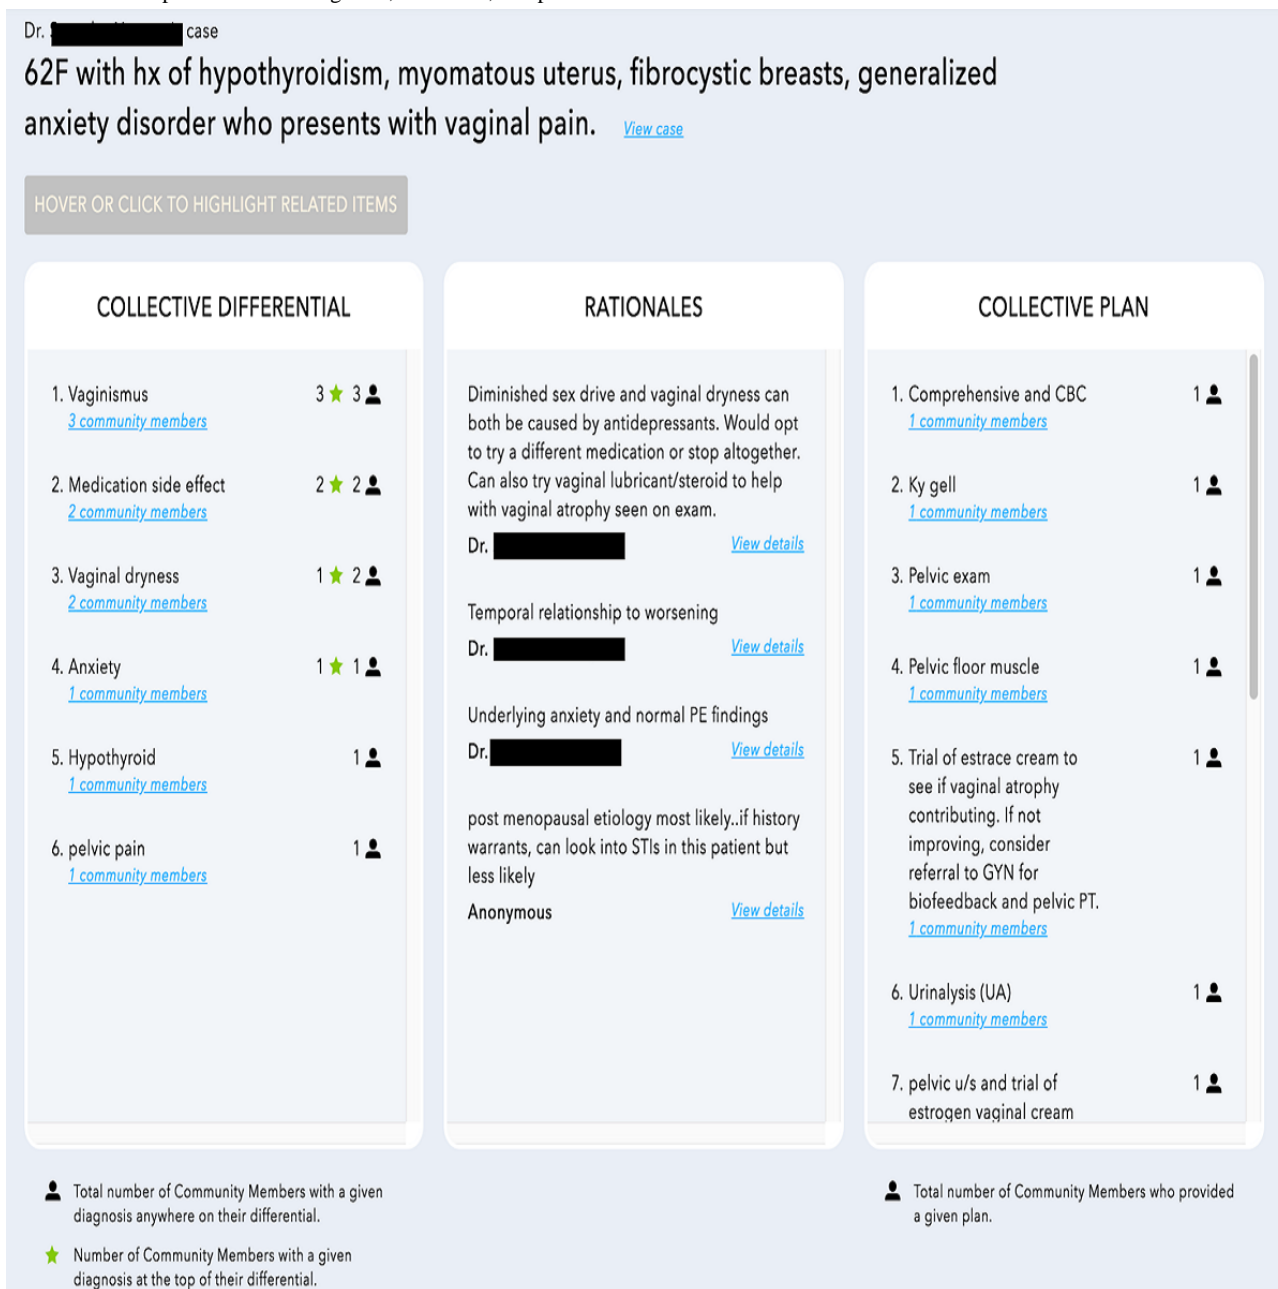 Dr.
case
62F with hx of hypothyroidism, myomatous uterus, fibrocystic breasts, generalized
anxiety disorder who presents with vaginal pain. View case
HOVER OR CLICK TO HIGHLIGHT RELATED ITEMS
COLLECTIVE DIFFERENTIAL
1. Vaginismus 3 ★ 3
3 community members
2. Medication side effect 2 ★ 2
2 community members
3. Vaginal dryness 1 ★ 2
2 community members
4. Anxiety 1 ★ 1
1 community members
5. Hypothyroid 1
1 community members
6. pelvic pain 1
1 community members
RATIONALES
Diminished sex drive and vaginal dryness can
both be caused by antidepressants. Would opt
to try a different medication or stop altogether.
Can also try vaginal lubricant/steroid to help
with vaginal atrophy seen on exam.
Dr. View details
Temporal relationship to worsening
Dr. View details
Underlying anxiety and normal PE findings
Dr. View details
post menopausal etiology most likely..if history
warrants, can look into STIs in this patient but
less likely
Anonymous View details
COLLECTIVE PLAN
1. Comprehensive and CBC 1
1 community members
2. Ky gell 1
1 community members
3. Pelvic exam 1
1 community members
4. Pelvic floor muscle 1
1 community members
5. Trial of estrace cream to 1
see if vaginal atrophy
contributing. If not
improving, consider
referral to GYN for
biofeedback and pelvic PT.
1 community members
6. Urinalysis (UA) 1
1 community members
7. pelvic u/s and trial of 1
estrogen vaginal cream
Total number of Community Members with a given
diagnosis anywhere on their differential.
★ Number of Community Members with a given
diagnosis at the top of their differential.
Total number of Community Members who provided
a given plan.